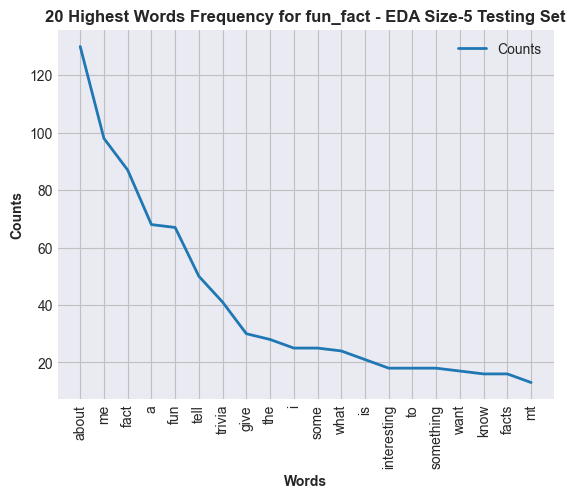 20 Highest Words Frequency for fun_fact - EDA Size-5 Testing Set
Counts
120
100
80
60
40
20
Counts
about
me
fact
a
fun
tell
trivia
give
the
i
some
what
is
interesting
to
something
want
know
facts
mt
Words